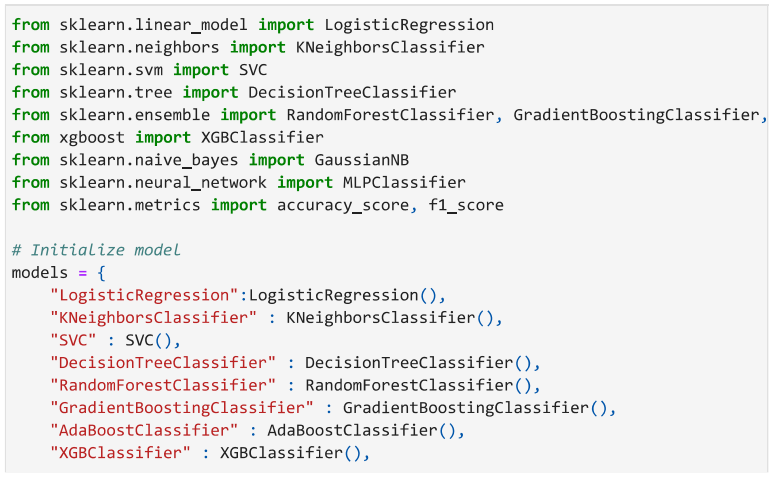 from sklearn.linear_model import LogisticRegression
from sklearn.neighbors import KNeighborsClassifier
from sklearn.svm import SVC
from sklearn.tree import DecisionTreeClassifier
from sklearn.ensemble import RandomForestClassifier, GradientBoostingClassifier,
from xgboost import XGBClassifier
from sklearn.naive_bayes import GaussianNB
from sklearn.neural_network import MLPClassifier
from sklearn.metrics import accuracy_score, f1_score

# Initialize model
models = {
    "LogisticRegression":LogisticRegression(),
    "KNeighborsClassifier" : KNeighborsClassifier(),
    "SVC" : SVC(),
    "DecisionTreeClassifier" : DecisionTreeClassifier(),
    "RandomForestClassifier" : RandomForestClassifier(),
    "GradientBoostingClassifier" : GradientBoostingClassifier(),
    "AdaBoostClassifier" : AdaBoostClassifier(),
    "XGBClassifier" : XGBClassifier(),